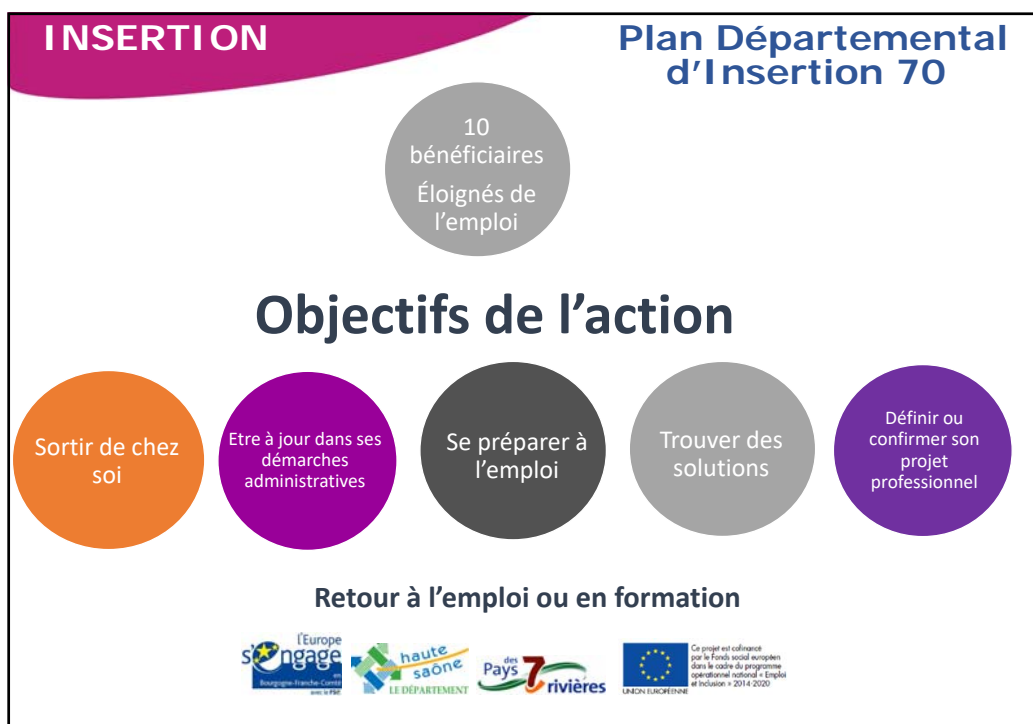 INSERTION
Plan Départemental
d’Insertion 70
10
bénéficiaires
Éloignés de
l’emploi
Objectifs de l’action
Sortir de chez
soi
Etre à jour dans ses
démarches
administratives
Se préparer à
l’emploi
Trouver des
solutions
Définir ou
confirmer son
projet
professionnel
Retour à l’emploi ou en formation
l’Europe
s’engage
en
Bourgogne-Franche-Comté
avec le FSE
haute
saône
LE DÉPARTEMENT
Pays des 7 rivières
UNION EUROPÉENNE
Ce projet est cofinancé
par le Fonds social européen
dans le cadre du programme
opérationnel national « Emploi
et Inclusion » 2014-2020